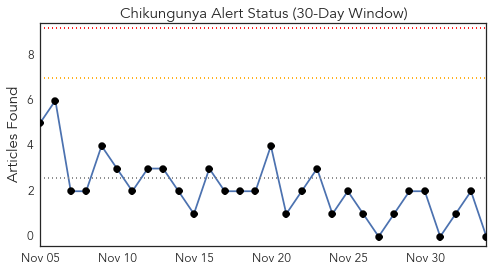 Chikungunya Alert Status (30-Day Window)
Articles Found
8
6
4
2
0
Nov 05
Nov 10
Nov 15
Nov 20
Nov 25
Nov 30